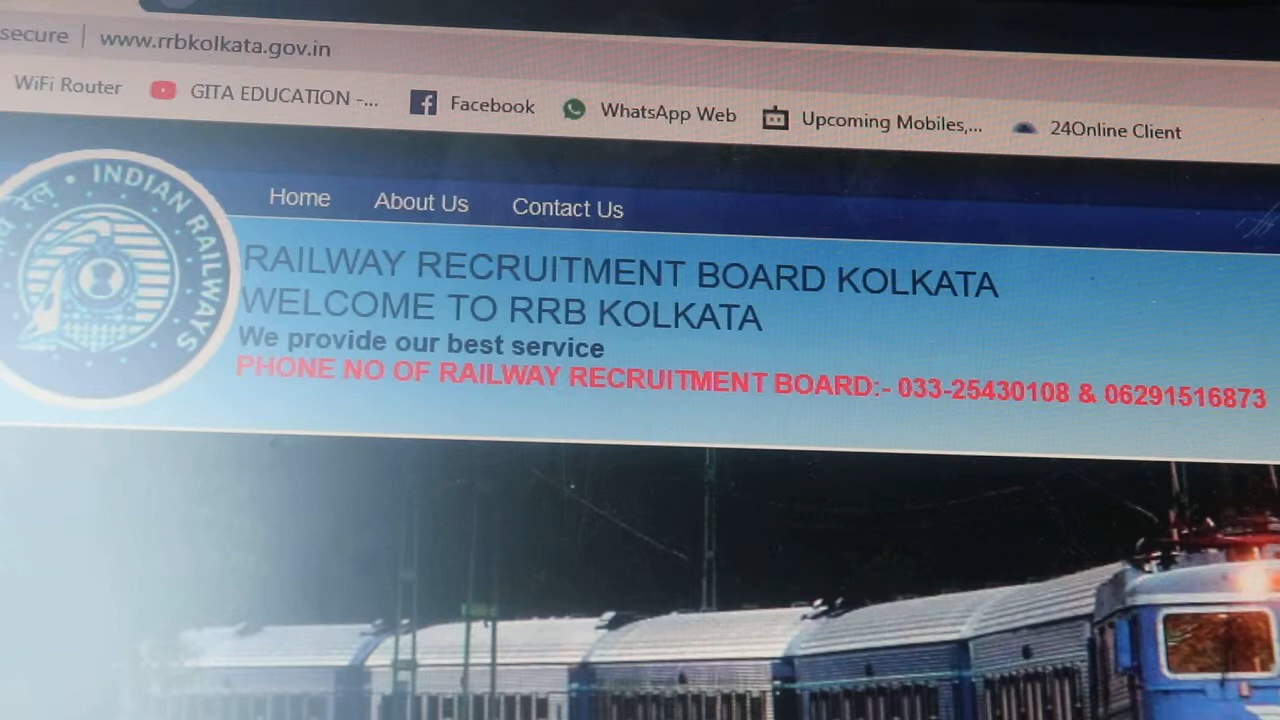 secure | www.rrbkolkata.gov.in
WiFi Router GITA EDUCATION -... Facebook WhatsApp Web Upcoming Mobiles,... 24Online Client
Home About Us Contact Us
रेल • INDIAN RAILWAYS
RAILWAY RECRUITMENT BOARD KOLKATA
WELCOME TO RRB KOLKATA
We provide our best service
PHONE NO OF RAILWAY RECRUITMENT BOARD:- 033-25430108 & 06291516873